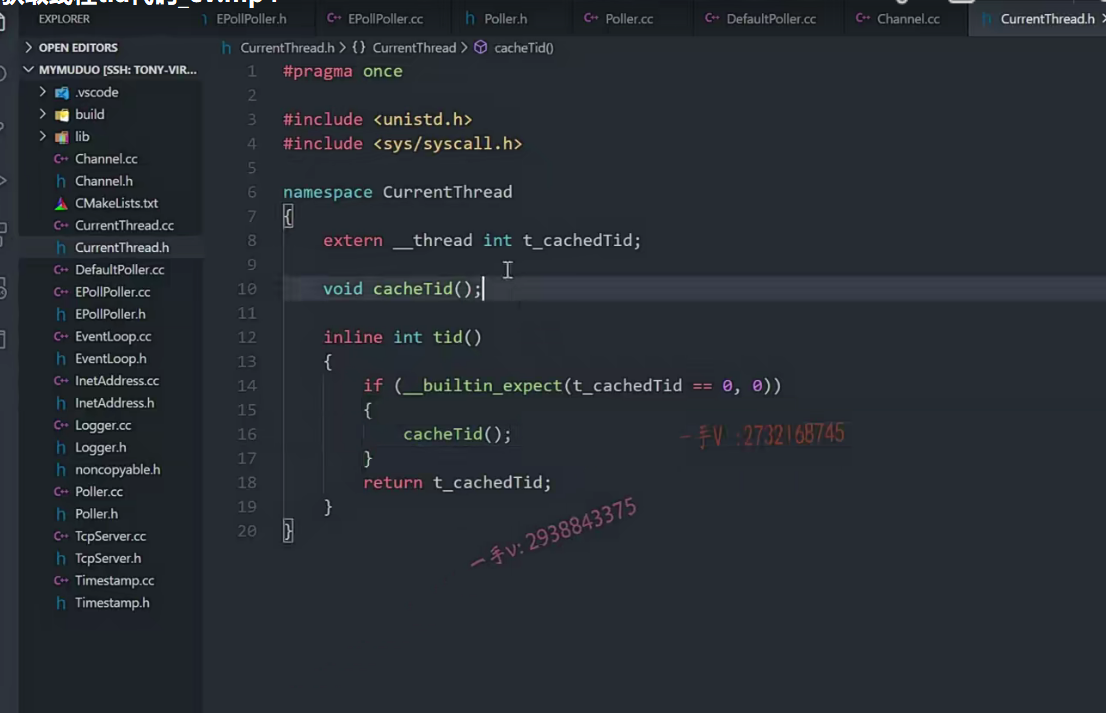 EXPLORER
EPollPoller.h
C++ EPollPoller.cc
h Poller.h
C++ Poller.cc
C++ DefaultPoller.cc
C++ Channel.cc
h CurrentThread.h
OPEN EDITORS
h CurrentThread.h > {} CurrentThread > cacheTid()
MYMUDUO [SSH: TONY-VIR...
.vscode
build
lib
C++ Channel.cc
h Channel.h
CMakeLists.txt
C++ CurrentThread.cc
h CurrentThread.h
C++ DefaultPoller.cc
C++ EPollPoller.cc
h EPollPoller.h
C++ EventLoop.cc
h EventLoop.h
C++ InetAddress.cc
h InetAddress.h
C++ Logger.cc
h Logger.h
h noncopyable.h
C++ Poller.cc
h Poller.h
C++ TcpServer.cc
h TcpServer.h
C++ Timestamp.cc
h Timestamp.h
1 #pragma once
2
3 #include <unistd.h>
4 #include <sys/syscall.h>
5
6 namespace CurrentThread
7 {
8 extern __thread int t_cachedTid;
9
10 void cacheTid();
11
12 inline int tid()
13 {
14 if (__builtin_expect(t_cachedTid == 0, 0))
15 {
16 cacheTid();
17 }
18 return t_cachedTid;
19 }
20 }
一手V :2732168745
一手v: 2938843375